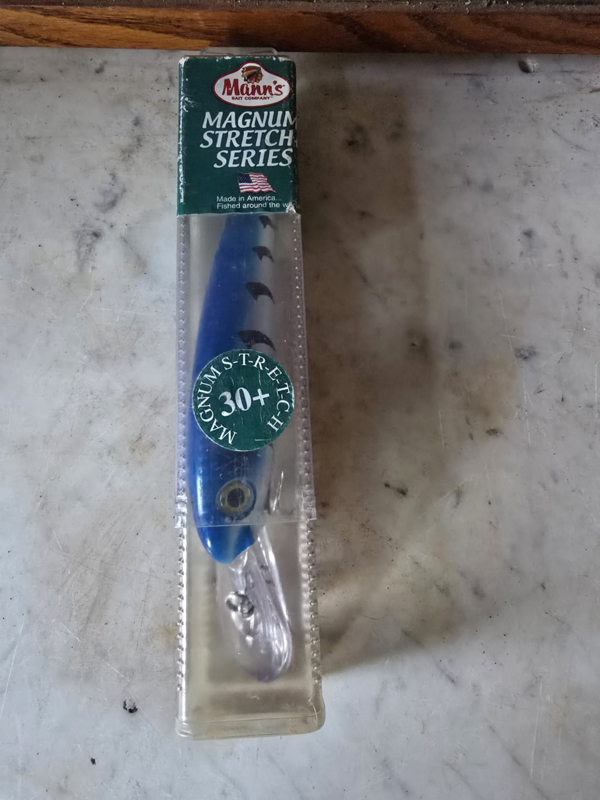 Mann's
BAIT COMPANY
MAGNUM
STRETCH
SERIES
Made in America...
Fished around the w
MAGNUM S-T-R-E-T-C-H
30+